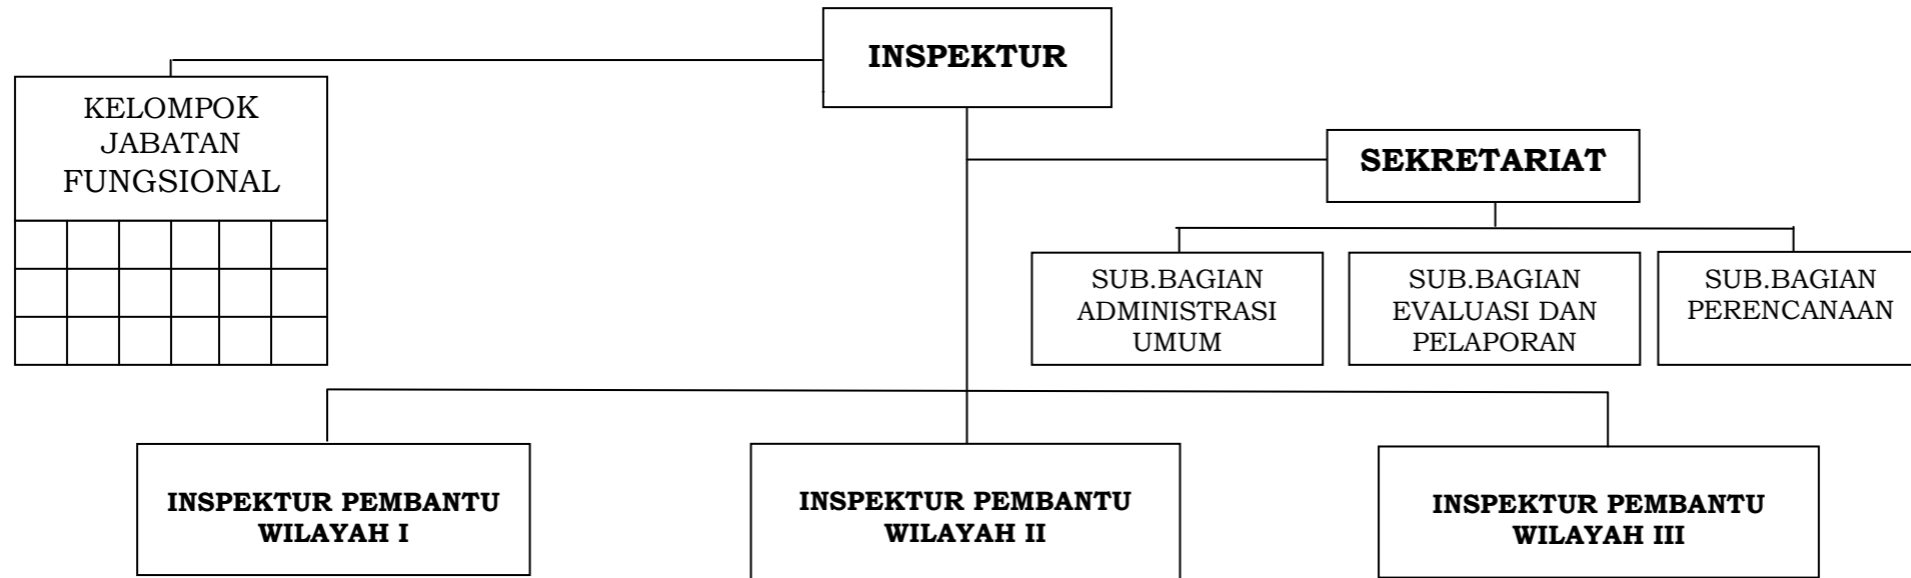 INSPEKTUR
KELOMPOK
JABATAN
FUNGSIONAL
SEKRETARIAT
SUB.BAGIAN
ADMINISTRASI
UMUM
SUB.BAGIAN
EVALUASI DAN
PELAPORAN
SUB.BAGIAN
PERENCANAAN
INSPEKTUR PEMBANTU
WILAYAH I
INSPEKTUR PEMBANTU
WILAYAH II
INSPEKTUR PEMBANTU
WILAYAH III